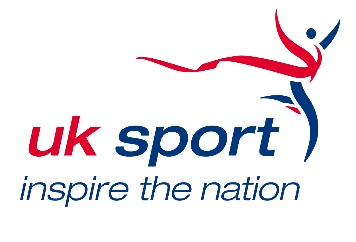 uk sport
inspire the nation